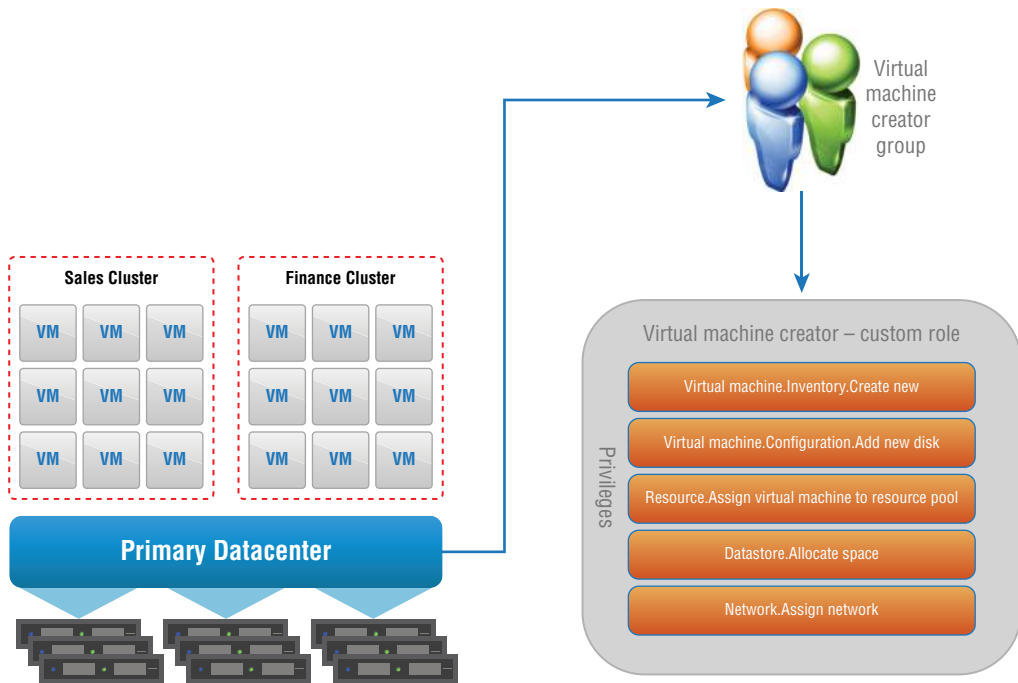 Virtual
machine
creator
group
Sales Cluster
Finance Cluster
VM VM VM
VM VM VM
VM VM VM
VM VM VM
VM VM VM
VM VM VM
Primary Datacenter
Virtual machine creator – custom role
Privileges
Virtual machine.Inventory.Create new
Virtual machine.Configuration.Add new disk
Resource.Assign virtual machine to resource pool
Datastore.Allocate space
Network.Assign network